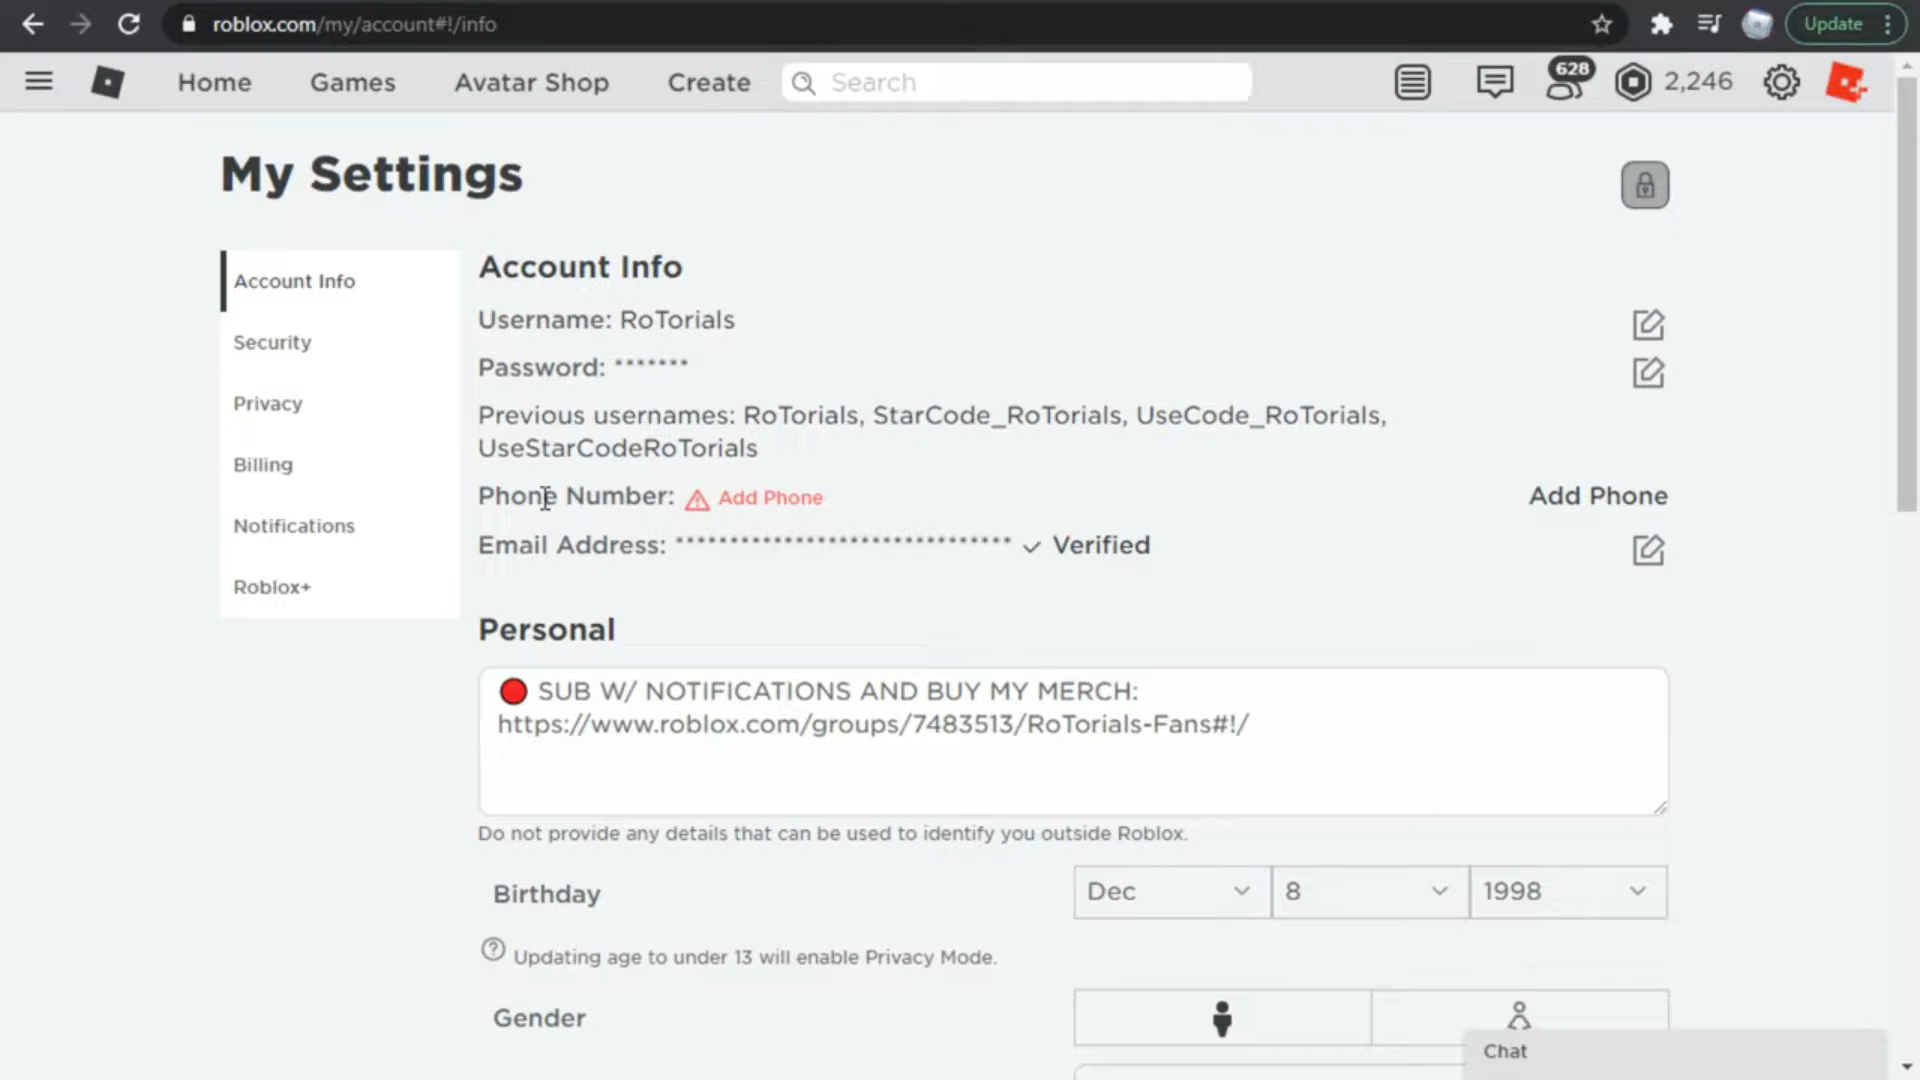 roblox.com/my/account#!/info
Update
Home Games Avatar Shop Create Search 628 2,246
My Settings
Account Info
Security
Privacy
Billing
Notifications
Roblox+
Account Info
Username: RoTorials
Password: *******
Previous usernames: RoTorials, StarCode_RoTorials, UseCode_RoTorials,
UseStarCodeRoTorials
Phone Number: Add Phone Add Phone
Email Address: ******************************* Verified
Personal
🔴 SUB W/ NOTIFICATIONS AND BUY MY MERCH:
https://www.roblox.com/groups/7483513/RoTorials-Fans#!/
Do not provide any details that can be used to identify you outside Roblox.
Birthday Dec 8 1998
Updating age to under 13 will enable Privacy Mode.
Gender
Chat